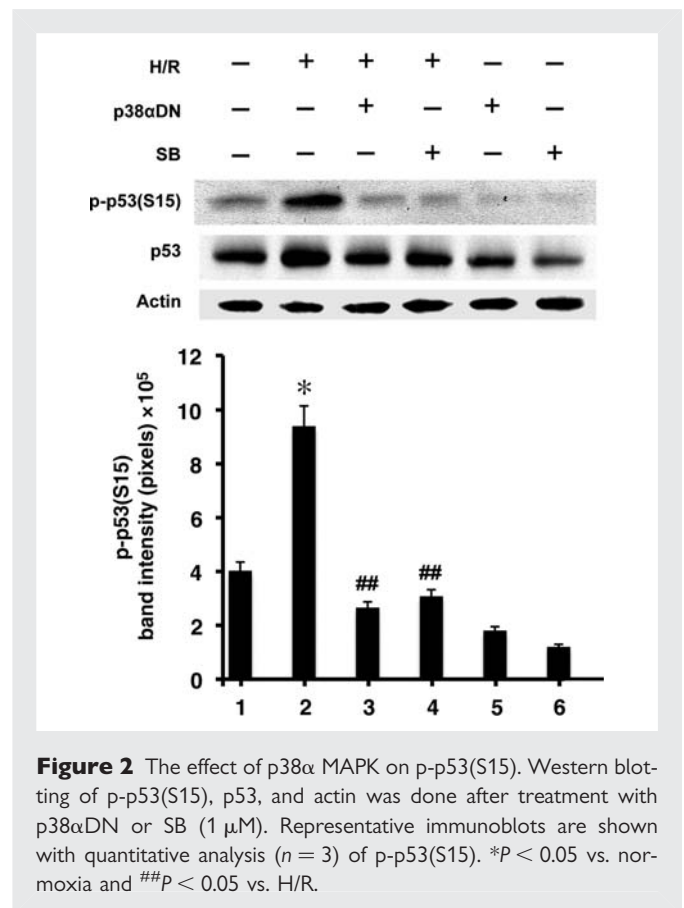 H/R − + + + − −
p38αDN − − + − + −
SB − − − + − +
p-p53(S15)
p53
Actin
p-p53(S15)
band intensity (pixels) ×10⁵
12
10
8
6
4
2
0
*
##
##
1 2 3 4 5 6
Figure 2 The effect of p38α MAPK on p-p53(S15). Western blot-
ting of p-p53(S15), p53, and actin was done after treatment with
p38αDN or SB (1 μM). Representative immunoblots are shown
with quantitative analysis (n = 3) of p-p53(S15). *P < 0.05 vs. nor-
moxia and ##P < 0.05 vs. H/R.